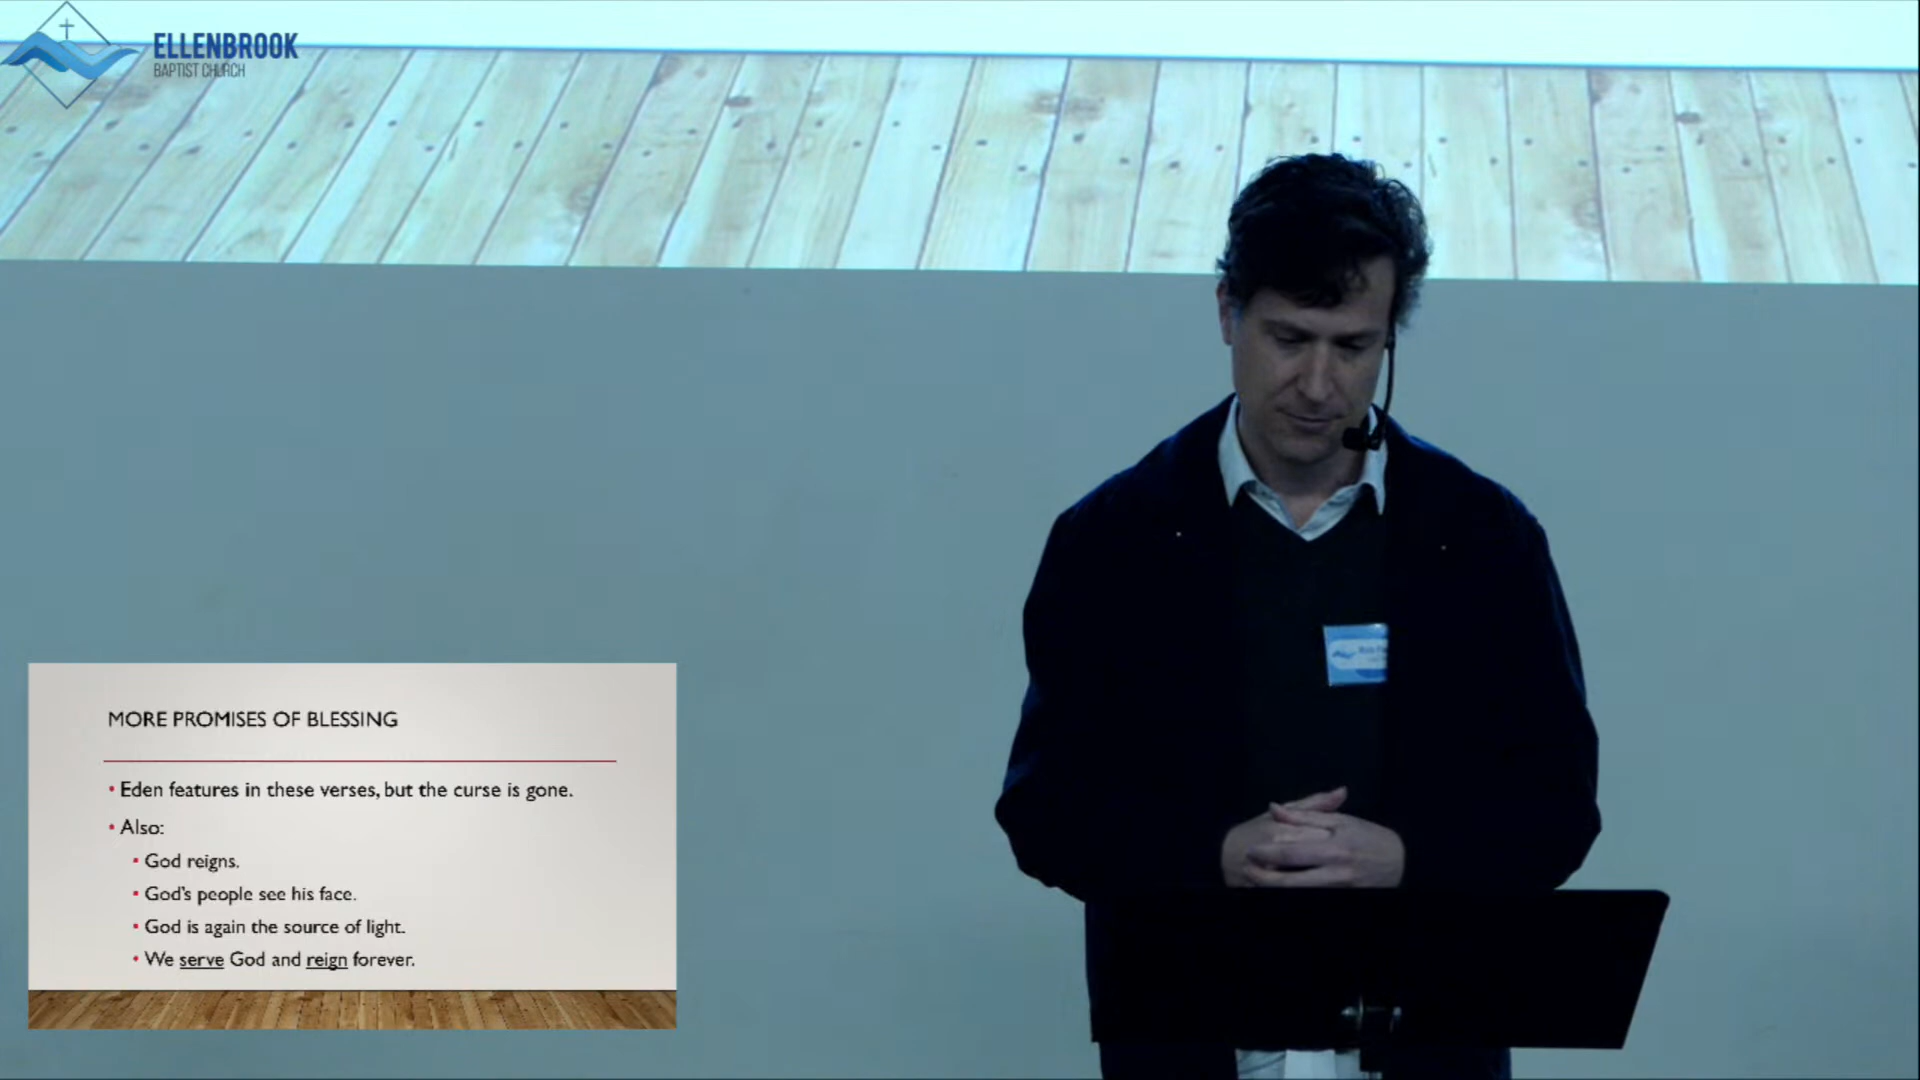 ELLENBROOK
BAPTIST CHURCH
MORE PROMISES OF BLESSING
• Eden features in these verses, but the curse is gone.
• Also:
• God reigns.
• God's people see his face.
• God is again the source of light.
• We serve God and reign forever.